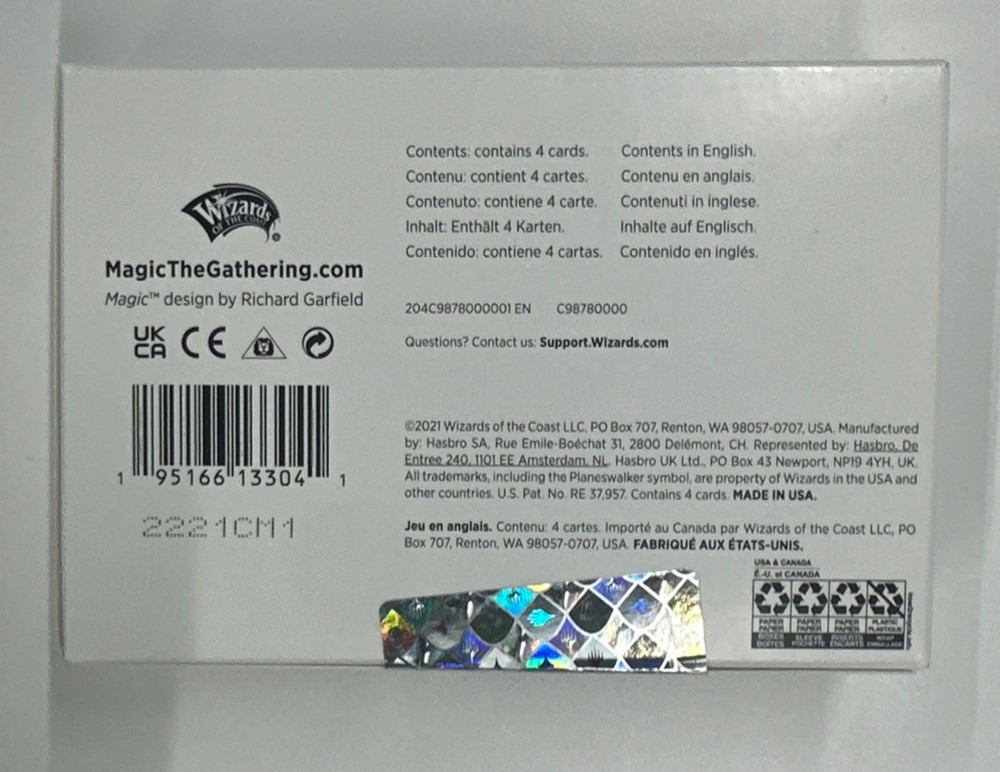 Wizards
OF THE COAST
®
MagicTheGathering.com
Magic™ design by Richard Garfield
UK
CA CE
1 95166 13304 1
2221CM1
Contents: contains 4 cards. Contents in English.
Contenu: contient 4 cartes. Contenu en anglais.
Contenuto: contiene 4 carte. Contenuti in inglese.
Inhalt: Enthält 4 Karten. Inhalte auf Englisch.
Contenido: contiene 4 cartas. Contenido en inglés.
204C9878000001 EN C98780000
Questions? Contact us: Support.Wizards.com
©2021 Wizards of the Coast LLC, PO Box 707, Renton, WA 98057-0707, USA. Manufactured
by: Hasbro SA, Rue Emile-Boéchat 31, 2800 Delémont, CH. Represented by: Hasbro, De
Entree 240, 1101 EE Amsterdam, NL. Hasbro UK Ltd., PO Box 43 Newport, NP19 4YH, UK.
All trademarks, including the Planeswalker symbol, are property of Wizards in the USA and
other countries. U.S. Pat. No. RE 37,957. Contains 4 cards. MADE IN USA.
Jeu en anglais. Contenu: 4 cartes. Importé au Canada par Wizards of the Coast LLC, PO
Box 707, Renton, WA 98057-0707, USA. FABRIQUÉ AUX ÉTATS-UNIS.
USA & CANADA
É.-U. et CANADA
PAPER PAPER PAPER PLASTIC
PAPIER PAPIER PAPIER PLASTIQUE
BOXES SLEEVE INSERTS WRAP
BOITES POCHETTE ENCARTS EMBALLAGE